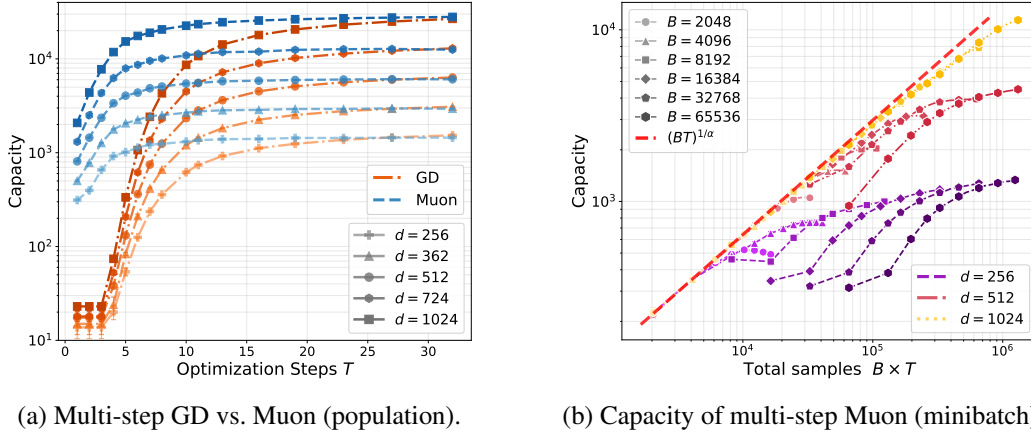 Capacity
10^4
10^3
10^2
10^1
0
5
10
15
20
25
30
Optimization Steps T
GD
Muon
d = 256
d = 362
d = 512
d = 724
d = 1024
(a) Multi-step GD vs. Muon (population).
Capacity
10^4
10^3
10^4
10^5
10^6
Total samples B × T
B = 2048
B = 4096
B = 8192
B = 16384
B = 32768
B = 65536
(BT)^{1/α}
d = 256
d = 512
d = 1024
(b) Capacity of multi-step Muon (minibatch)